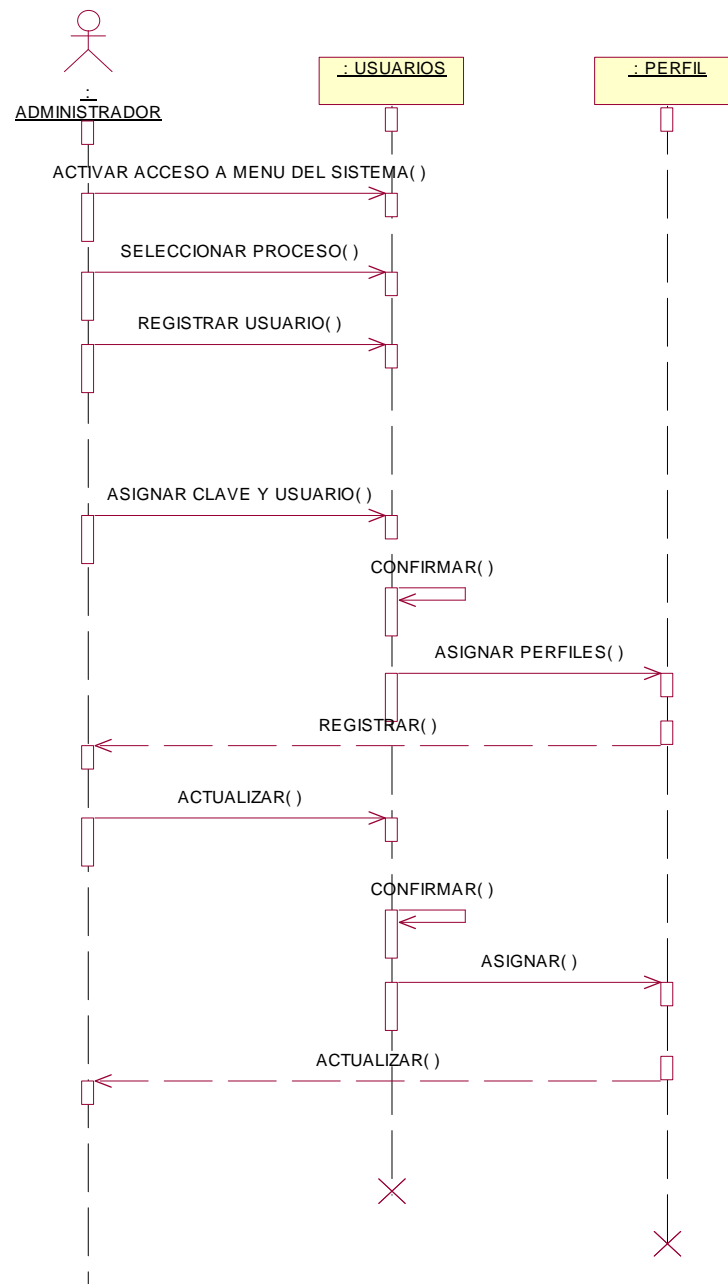 :
ADMINISTRADOR
: USUARIOS
: PERFIL
ACTIVAR ACCESO A MENU DEL SISTEMA( )
SELECCIONAR PROCESO( )
REGISTRAR USUARIO( )
ASIGNAR CLAVE Y USUARIO( )
CONFIRMAR( )
ASIGNAR PERFILES( )
REGISTRAR( )
ACTUALIZAR( )
CONFIRMAR( )
ASIGNAR( )
ACTUALIZAR( )